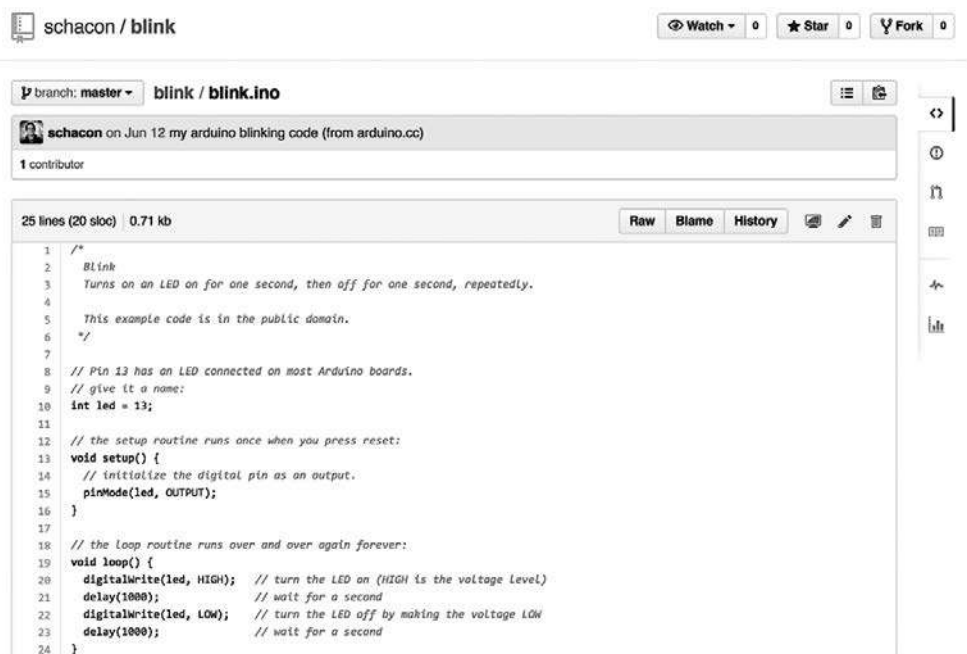 schacon / blink
Watch 0 Star 0 Fork 0
branch: master blink / blink.ino
schacon on Jun 12 my arduino blinking code (from arduino.cc)
1 contributor
25 lines (20 sloc) 0.71 kb Raw Blame History
1 /*
2 Blink
3 Turns on an LED on for one second, then off for one second, repeatedly.
4
5 This example code is in the public domain.
6 */
7
8 // Pin 13 has an LED connected on most Arduino boards.
9 // give it a name:
10 int led = 13;
11
12 // the setup routine runs once when you press reset:
13 void setup() {
14 // initialize the digital pin as an output.
15 pinMode(led, OUTPUT);
16 }
17
18 // the loop routine runs over and over again forever:
19 void loop() {
20 digitalWrite(led, HIGH); // turn the LED on (HIGH is the voltage level)
21 delay(1000); // wait for a second
22 digitalWrite(led, LOW); // turn the LED off by making the voltage LOW
23 delay(1000); // wait for a second
24 }